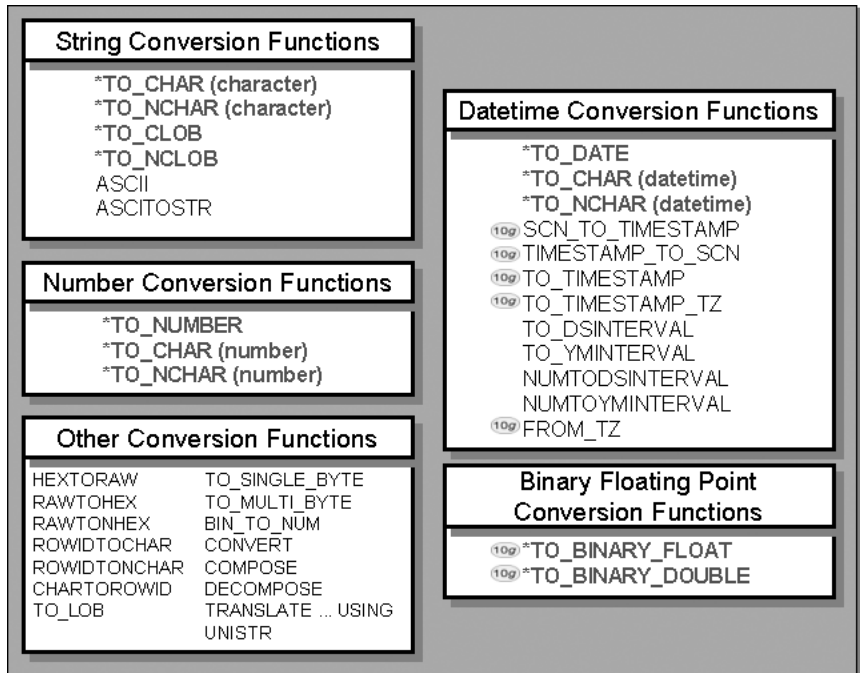 String Conversion Functions
*TO_CHAR (character)
*TO_NCHAR (character)
*TO_CLOB
*TO_NCLOB
ASCII
ASCITOSTR
Number Conversion Functions
*TO_NUMBER
*TO_CHAR (number)
*TO_NCHAR (number)
Other Conversion Functions
HEXTORAW
RAWTOHEX
RAWTONHEX
ROWIDTOCHAR
ROWIDTONCHAR
CHARTOROWID
TO_LOB
TO_SINGLE_BYTE
TO_MULTI_BYTE
BIN_TO_NUM
CONVERT
COMPOSE
DECOMPOSE
TRANSLATE ... USING
UNISTR
Datetime Conversion Functions
*TO_DATE
*TO_CHAR (datetime)
*TO_NCHAR (datetime)
10g SCN_TO_TIMESTAMP
10g TIMESTAMP_TO_SCN
10g TO_TIMESTAMP
10g TO_TIMESTAMP_TZ
TO_DSINTERVAL
TO_YMINTERVAL
NUMTODSINTERVAL
NUMTOYMINTERVAL
10g FROM_TZ
Binary Floating Point
Conversion Functions
10g *TO_BINARY_FLOAT
10g *TO_BINARY_DOUBLE